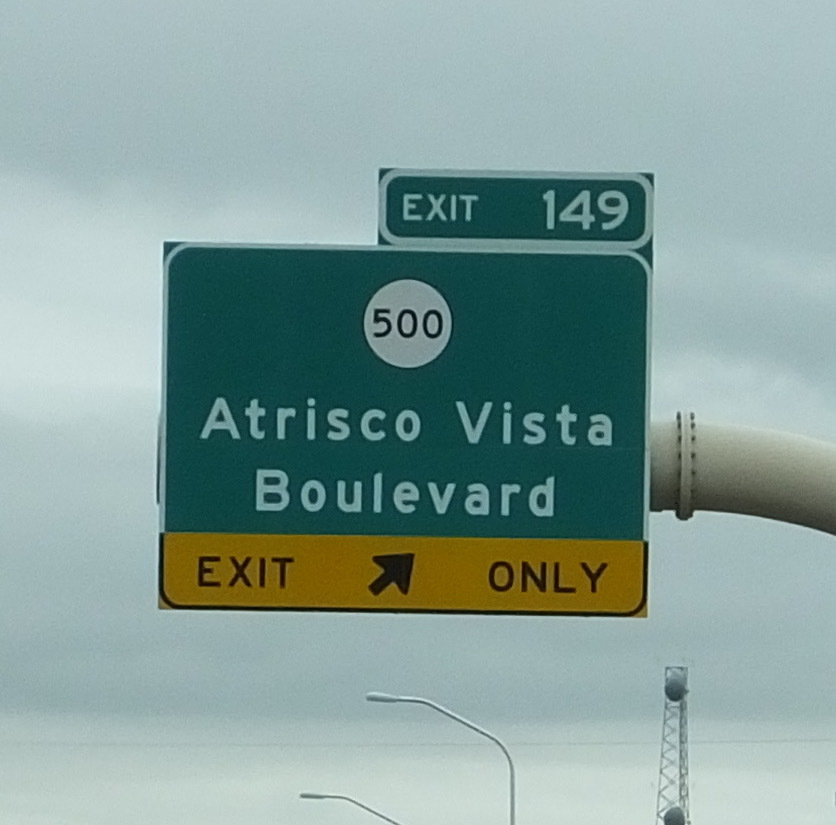 EXIT 149
500
Atrisco Vista
Boulevard
EXIT ONLY